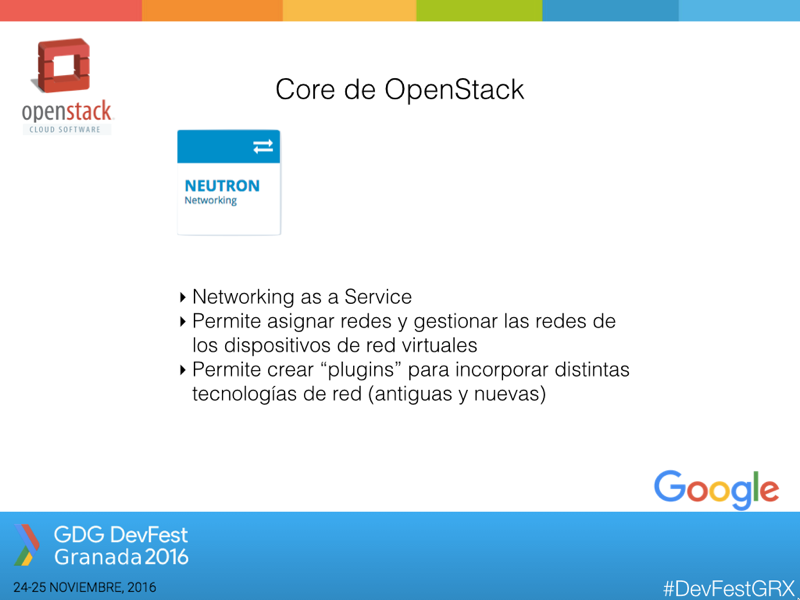 openstack
CLOUD SOFTWARE
Core de OpenStack
NEUTRON
Networking
Networking as a Service
Permite asignar redes y gestionar las redes de
los dispositivos de red virtuales
Permite crear “plugins” para incorporar distintas
tecnologías de red (antiguas y nuevas)
Google
GDG DevFest
Granada2016
24-25 NOVIEMBRE, 2016
#DevFestGRX